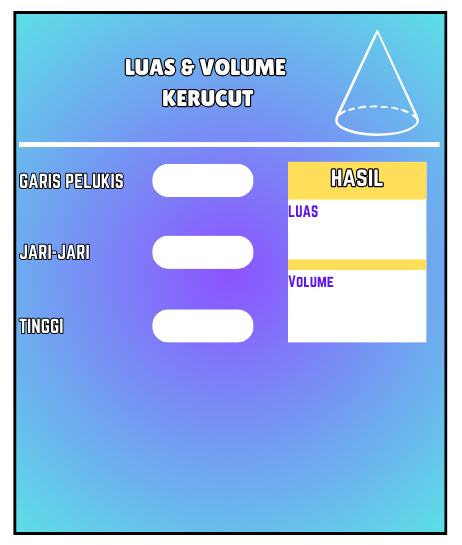 LUAS & VOLUME
KERUCUT
GARIS PELUKIS
JARI-JARI
TINGGI
HASIL
LUAS
VOLUME